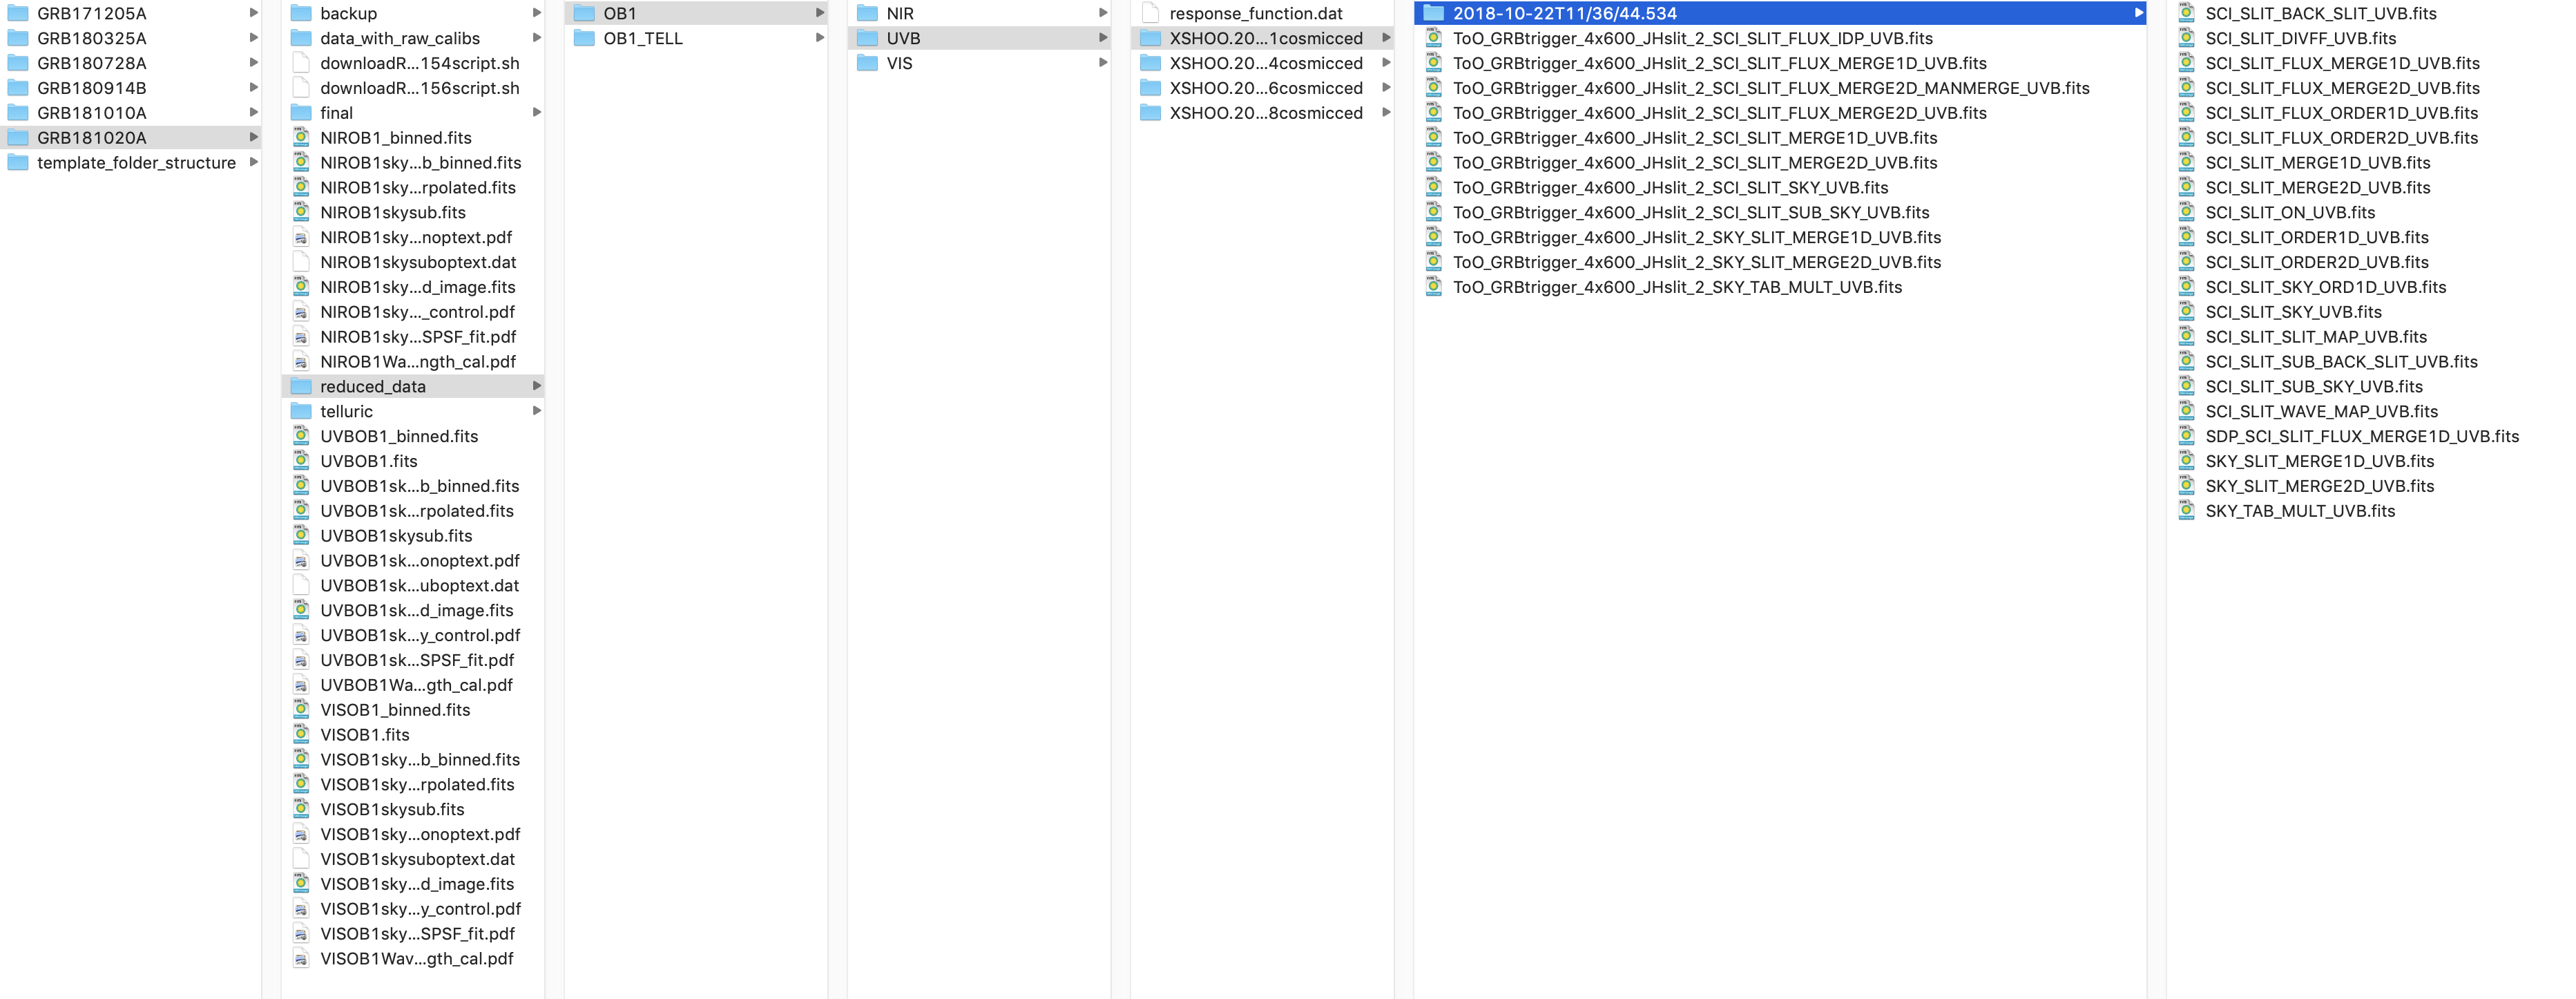 GRB171205A
GRB180325A
GRB180728A
GRB180914B
GRB181010A
GRB181020A
template_folder_structure
backup
data_with_raw_calibs
downloadR...154script.sh
downloadR...156script.sh
final
NIROB1_binned.fits
NIROB1sky...b_binned.fits
NIROB1sky...rpolated.fits
NIROB1skysub.fits
NIROB1sky...noptext.pdf
NIROB1skysuboptext.dat
NIROB1sky...d_image.fits
NIROB1sky..._control.pdf
NIROB1sky...SPSF_fit.pdf
NIROB1Wa...ngth_cal.pdf
reduced_data
telluric
UVBOB1_binned.fits
UVBOB1.fits
UVBOB1sk...b_binned.fits
UVBOB1sk...rpolated.fits
UVBOB1skysub.fits
UVBOB1sk...onoptext.pdf
UVBOB1sk...uboptext.dat
UVBOB1sk...d_image.fits
UVBOB1sk...y_control.pdf
UVBOB1sk...SPSF_fit.pdf
UVBOB1Wa...gth_cal.pdf
VISOB1_binned.fits
VISOB1.fits
VISOB1sky...b_binned.fits
VISOB1sky...rpolated.fits
VISOB1skysub.fits
VISOB1sky...onoptext.pdf
VISOB1skysuboptext.dat
VISOB1sky...d_image.fits
VISOB1sky...y_control.pdf
VISOB1sky...SPSF_fit.pdf
VISOB1Wav...gth_cal.pdf
OB1
OB1_TELL
NIR
UVB
VIS
response_function.dat
XSHOO.20...1cosmicced
XSHOO.20...4cosmicced
XSHOO.20...6cosmicced
XSHOO.20...8cosmicced
2018-10-22T11/36/44.534
ToO_GRBtrigger_4x600_JHslit_2_SCI_SLIT_FLUX_IDP_UVB.fits
ToO_GRBtrigger_4x600_JHslit_2_SCI_SLIT_FLUX_MERGE1D_UVB.fits
ToO_GRBtrigger_4x600_JHslit_2_SCI_SLIT_FLUX_MERGE2D_MANMERGE_UVB.fits
ToO_GRBtrigger_4x600_JHslit_2_SCI_SLIT_FLUX_MERGE2D_UVB.fits
ToO_GRBtrigger_4x600_JHslit_2_SCI_SLIT_MERGE1D_UVB.fits
ToO_GRBtrigger_4x600_JHslit_2_SCI_SLIT_MERGE2D_UVB.fits
ToO_GRBtrigger_4x600_JHslit_2_SCI_SLIT_SKY_UVB.fits
ToO_GRBtrigger_4x600_JHslit_2_SCI_SLIT_SUB_SKY_UVB.fits
ToO_GRBtrigger_4x600_JHslit_2_SKY_SLIT_MERGE1D_UVB.fits
ToO_GRBtrigger_4x600_JHslit_2_SKY_SLIT_MERGE2D_UVB.fits
ToO_GRBtrigger_4x600_JHslit_2_SKY_TAB_MULT_UVB.fits
SCI_SLIT_BACK_SLIT_UVB.fits
SCI_SLIT_DIVFF_UVB.fits
SCI_SLIT_FLUX_MERGE1D_UVB.fits
SCI_SLIT_FLUX_MERGE2D_UVB.fits
SCI_SLIT_FLUX_ORDER1D_UVB.fits
SCI_SLIT_FLUX_ORDER2D_UVB.fits
SCI_SLIT_MERGE1D_UVB.fits
SCI_SLIT_MERGE2D_UVB.fits
SCI_SLIT_ON_UVB.fits
SCI_SLIT_ORDER1D_UVB.fits
SCI_SLIT_ORDER2D_UVB.fits
SCI_SLIT_SKY_ORD1D_UVB.fits
SCI_SLIT_SKY_UVB.fits
SCI_SLIT_SLIT_MAP_UVB.fits
SCI_SLIT_SUB_BACK_SLIT_UVB.fits
SCI_SLIT_SUB_SKY_UVB.fits
SCI_SLIT_WAVE_MAP_UVB.fits
SDP_SCI_SLIT_FLUX_MERGE1D_UVB.fits
SKY_SLIT_MERGE1D_UVB.fits
SKY_SLIT_MERGE2D_UVB.fits
SKY_TAB_MULT_UVB.fits